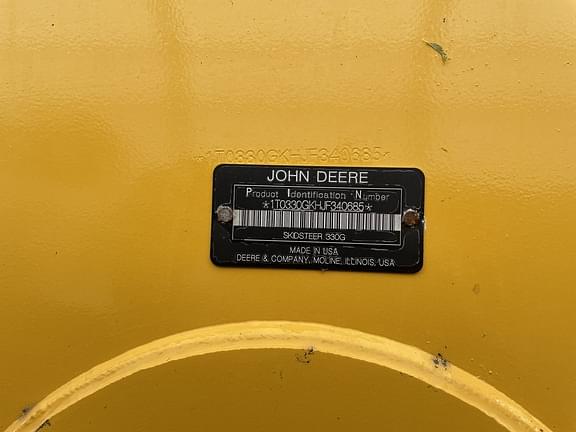 *1T0330GKHJF340685*
JOHN DEERE
Product Identification Number
*1T0330GKHJF340685*
SKIDSTEER 330G
MADE IN USA
DEERE & COMPANY, MOLINE, ILLINOIS, USA